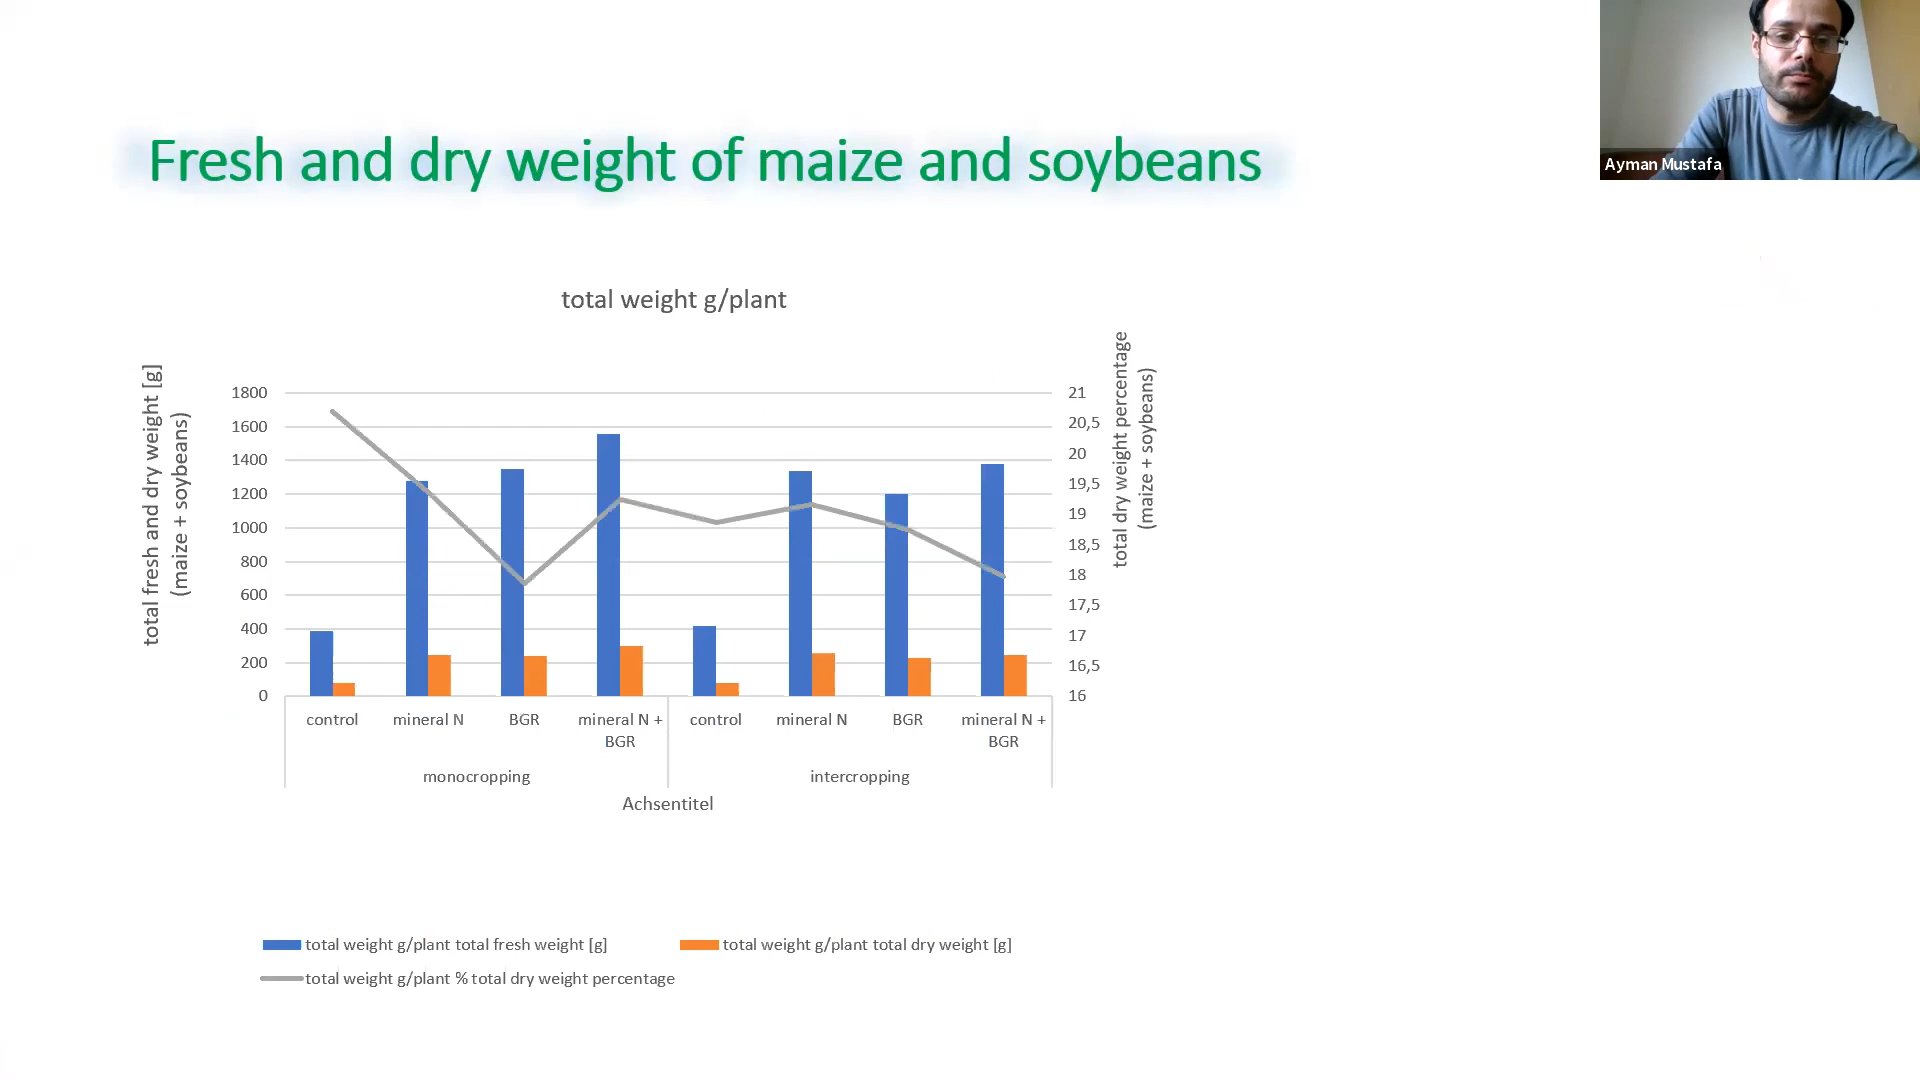 Fresh and dry weight of maize and soybeans
Ayman Mustafa
total weight g/plant
total fresh and dry weight [g]
(maize + soybeans)
1800
1600
1400
1200
1000
800
600
400
200
0
21
20,5
20
19,5
19
18,5
18
17,5
17
16,5
16
total dry weight percentage
(maize + soybeans)
control mineral N BGR mineral N + BGR control mineral N BGR mineral N + BGR
monocropping intercropping
Achsentitel
total weight g/plant total fresh weight [g] total weight g/plant total dry weight [g]
total weight g/plant % total dry weight percentage